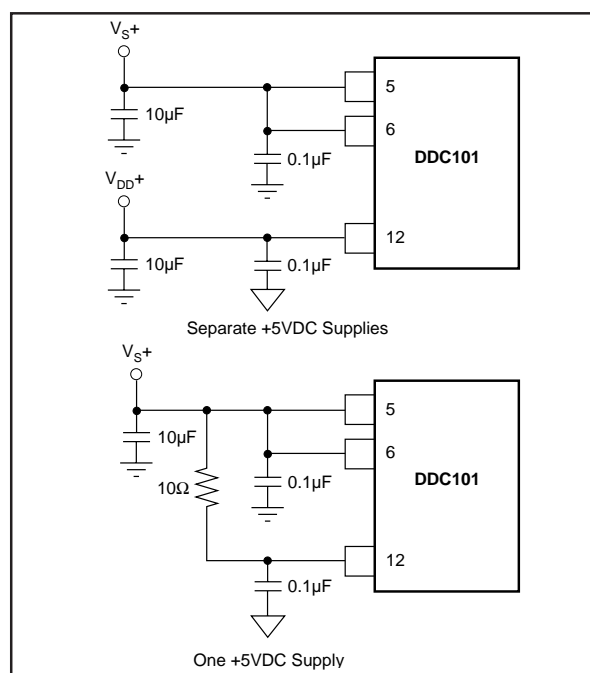 V_S+
10µF
5
6
0.1µF
DDC101
V_DD+
10µF
0.1µF
12
Separate +5VDC Supplies
V_S+
10µF
5
6
10Ω
0.1µF
DDC101
12
0.1µF
One +5VDC Supply